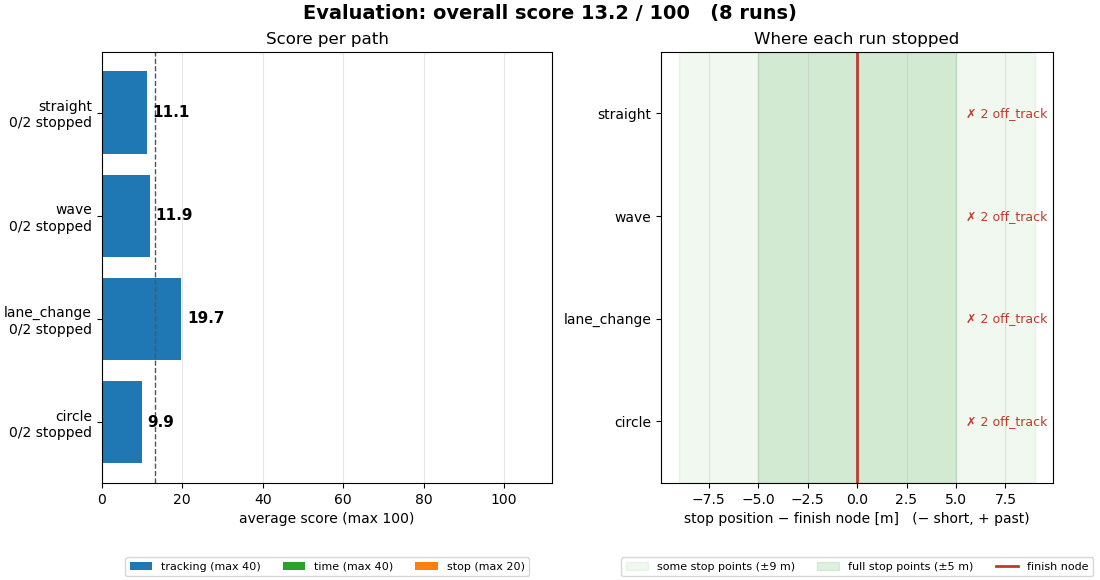 Evaluation: overall score 13.2 / 100   (8 runs)
Score per path
straight
0/2 stopped
11.1
wave
0/2 stopped
11.9
lane_change
0/2 stopped
19.7
circle
0/2 stopped
9.9
0 20 40 60 80 100
average score (max 100)
tracking (max 40) time (max 40) stop (max 20)
Where each run stopped
straight ✗ 2 off_track
wave ✗ 2 off_track
lane_change ✗ 2 off_track
circle ✗ 2 off_track
−7.5 −5.0 −2.5 0.0 2.5 5.0 7.5
stop position − finish node [m]   (− short, + past)
some stop points (±9 m) full stop points (±5 m) finish node